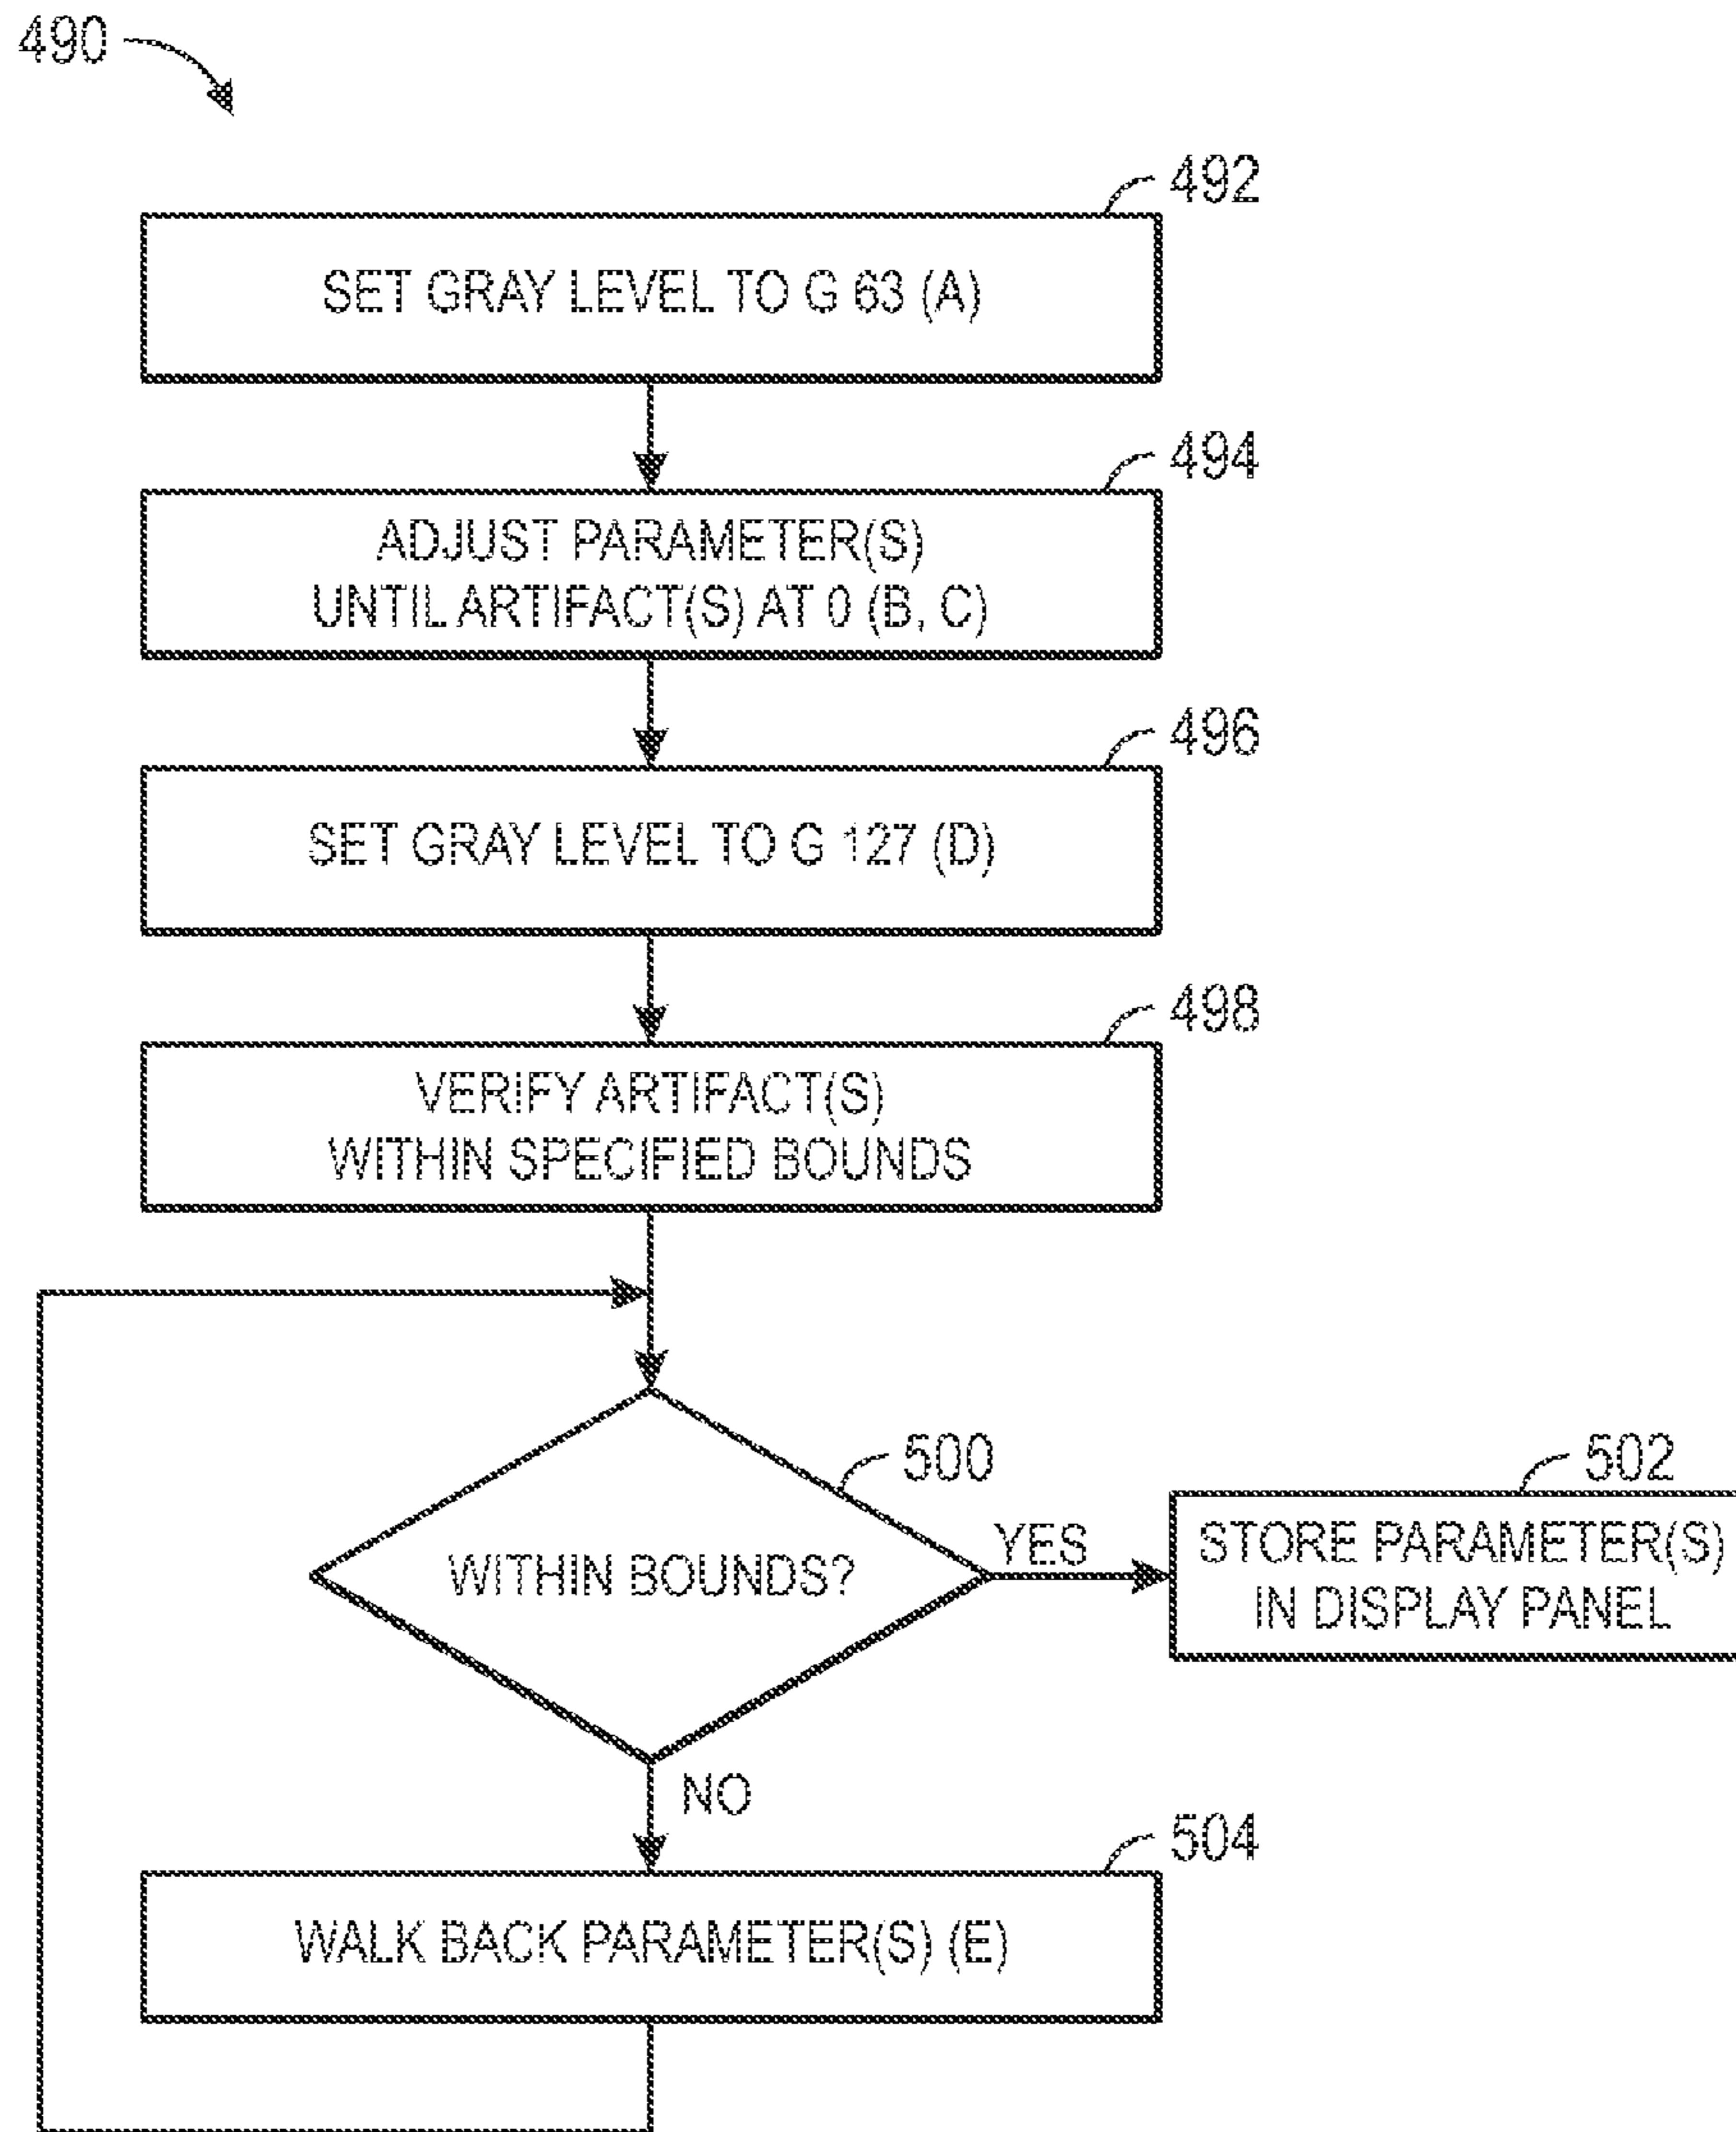 490
492
SET GRAY LEVEL TO G 63 (A)
494
ADJUST PARAMETER(S)
UNTIL ARTIFACT(S) AT 0 (B, C)
496
SET GRAY LEVEL TO G 127 (D)
498
VERIFY ARTIFACT(S)
WITHIN SPECIFIED BOUNDS
500
WITHIN BOUNDS?
YES
502
STORE PARAMETER(S)
IN DISPLAY PANEL
NO
504
WALK BACK PARAMETER(S) (E)